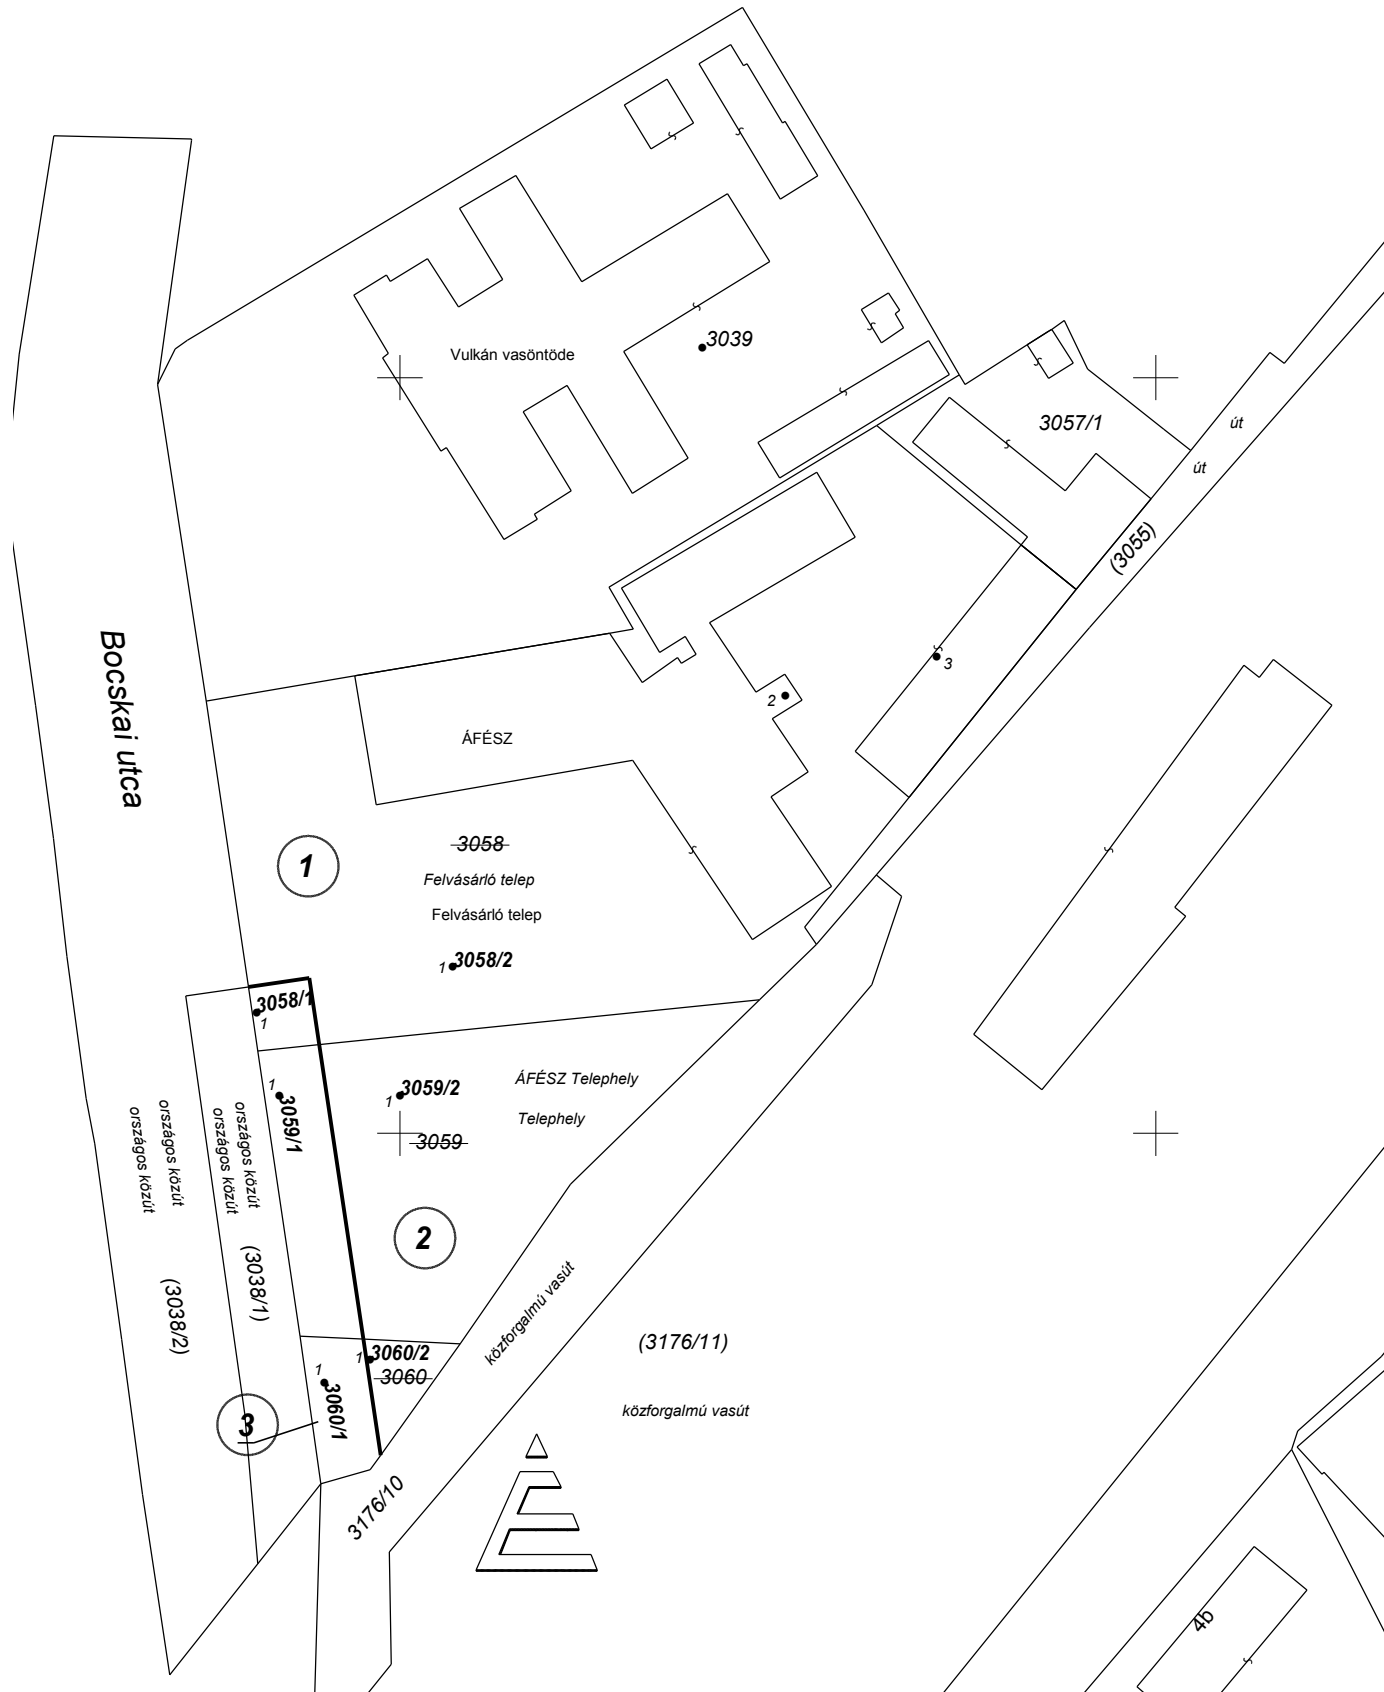 3039
Vulkán vasöntöde
3057/1
út
út
(3055)
Bocskai utca
3
2
ÁFÉSZ
1
3058
Felvásárló telep
Felvásárló telep
1 3058/2
3058/1
1
1
3059/1
1 3059/2
ÁFÉSZ Telephely
Telephely
3059
országos közút
országos közút
országos közút
országos közút
2
(3038/1)
(3038/2)
közforgalmú vasút
(3176/11)
1 3060/2
3060
1
3060/1
3
közforgalmú vasút
3176/10
É
4b